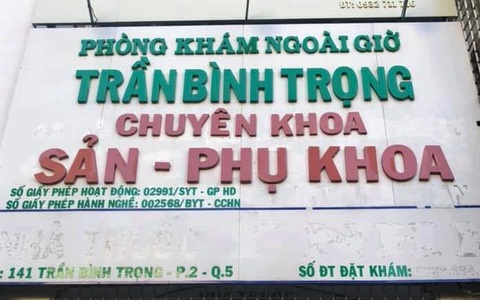 PHÒNG KHÁM NGOÀI GIỜ
TRẦN BÌNH TRỌNG
CHUYÊN KHOA
SẢN - PHỤ KHOA
SỐ GIẤY PHÉP HOẠT ĐỘNG: 02991/SYT - GP HD
SỐ GIẤY PHÉP HÀNH NGHỀ: 002568/BYT - CCHN
: 141 TRẦN BÌNH TRỌNG - P.2 - Q.5
SỐ ĐT ĐẶT KHÁM: